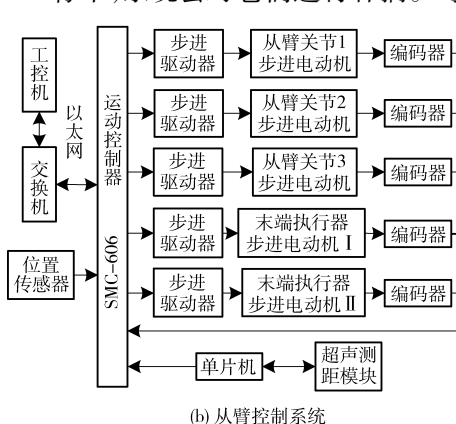 工控机
以太网
交换机
位置
传感器
运动控制器
SMC-606
步进
驱动器
从臂关节1
步进电动机
编码器
步进
驱动器
从臂关节2
步进电动机
编码器
步进
驱动器
从臂关节3
步进电动机
编码器
步进
驱动器
末端执行器
步进电动机Ⅰ
编码器
步进
驱动器
末端执行器
步进电动机Ⅱ
编码器
单片机
超声测
距模块
(b) 从臂控制系统